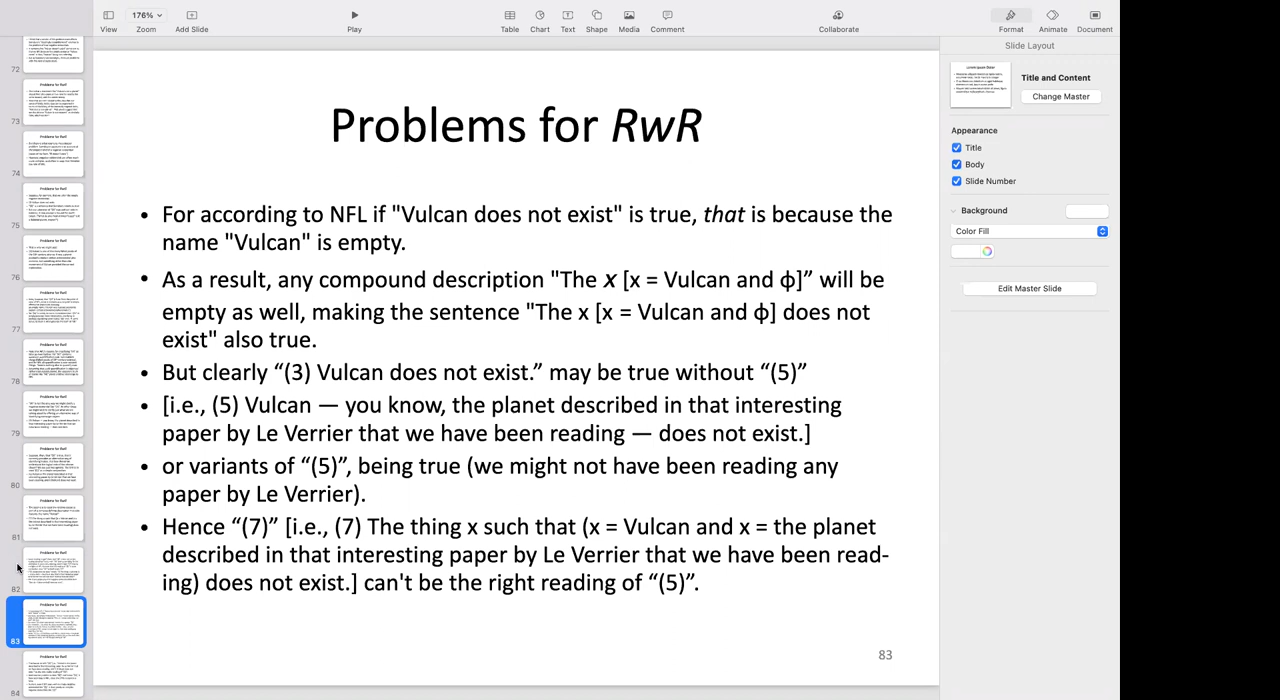 176%
View
Zoom
Add Slide
Play
Table
Chart
Text
Shape
Media
Comment
Collaborate
Format
Animate
Document
72
73
74
75
76
77
78
79
80
81
82
83
84
Problems for RwR
• For according to NFL if "Vulcan does not exist" is true, that is because the
name "Vulcan" is empty.
• As a result, any compound description "The x [x = Vulcan and ϕ]” will be
empty as well, making the sentence "The x [x = Vulcan and ϕ] does not
exist" also true.
• But clearly “(3) Vulcan does not exist.” may be true without “(5)”
• [i.e., (5) Vulcan — you know, the planet described in that interesting
paper by Le Verrier that we have been reading — does not exist.]
• or variants of “(5)”, being true (we might not have been reading any
paper by Le Verrier).
• Hence “(7)” [i.e., (7) The thing such that (x = Vulcan and x = the planet
described in that interesting paper by Le Verrier that we have been read-
ing) does not exist.] can't be the right reading of “(5)”.
83
Slide Layout
Title and Content
Change Master
Appearance
Title
Body
Slide Number
Background
Color Fill
Edit Master Slide